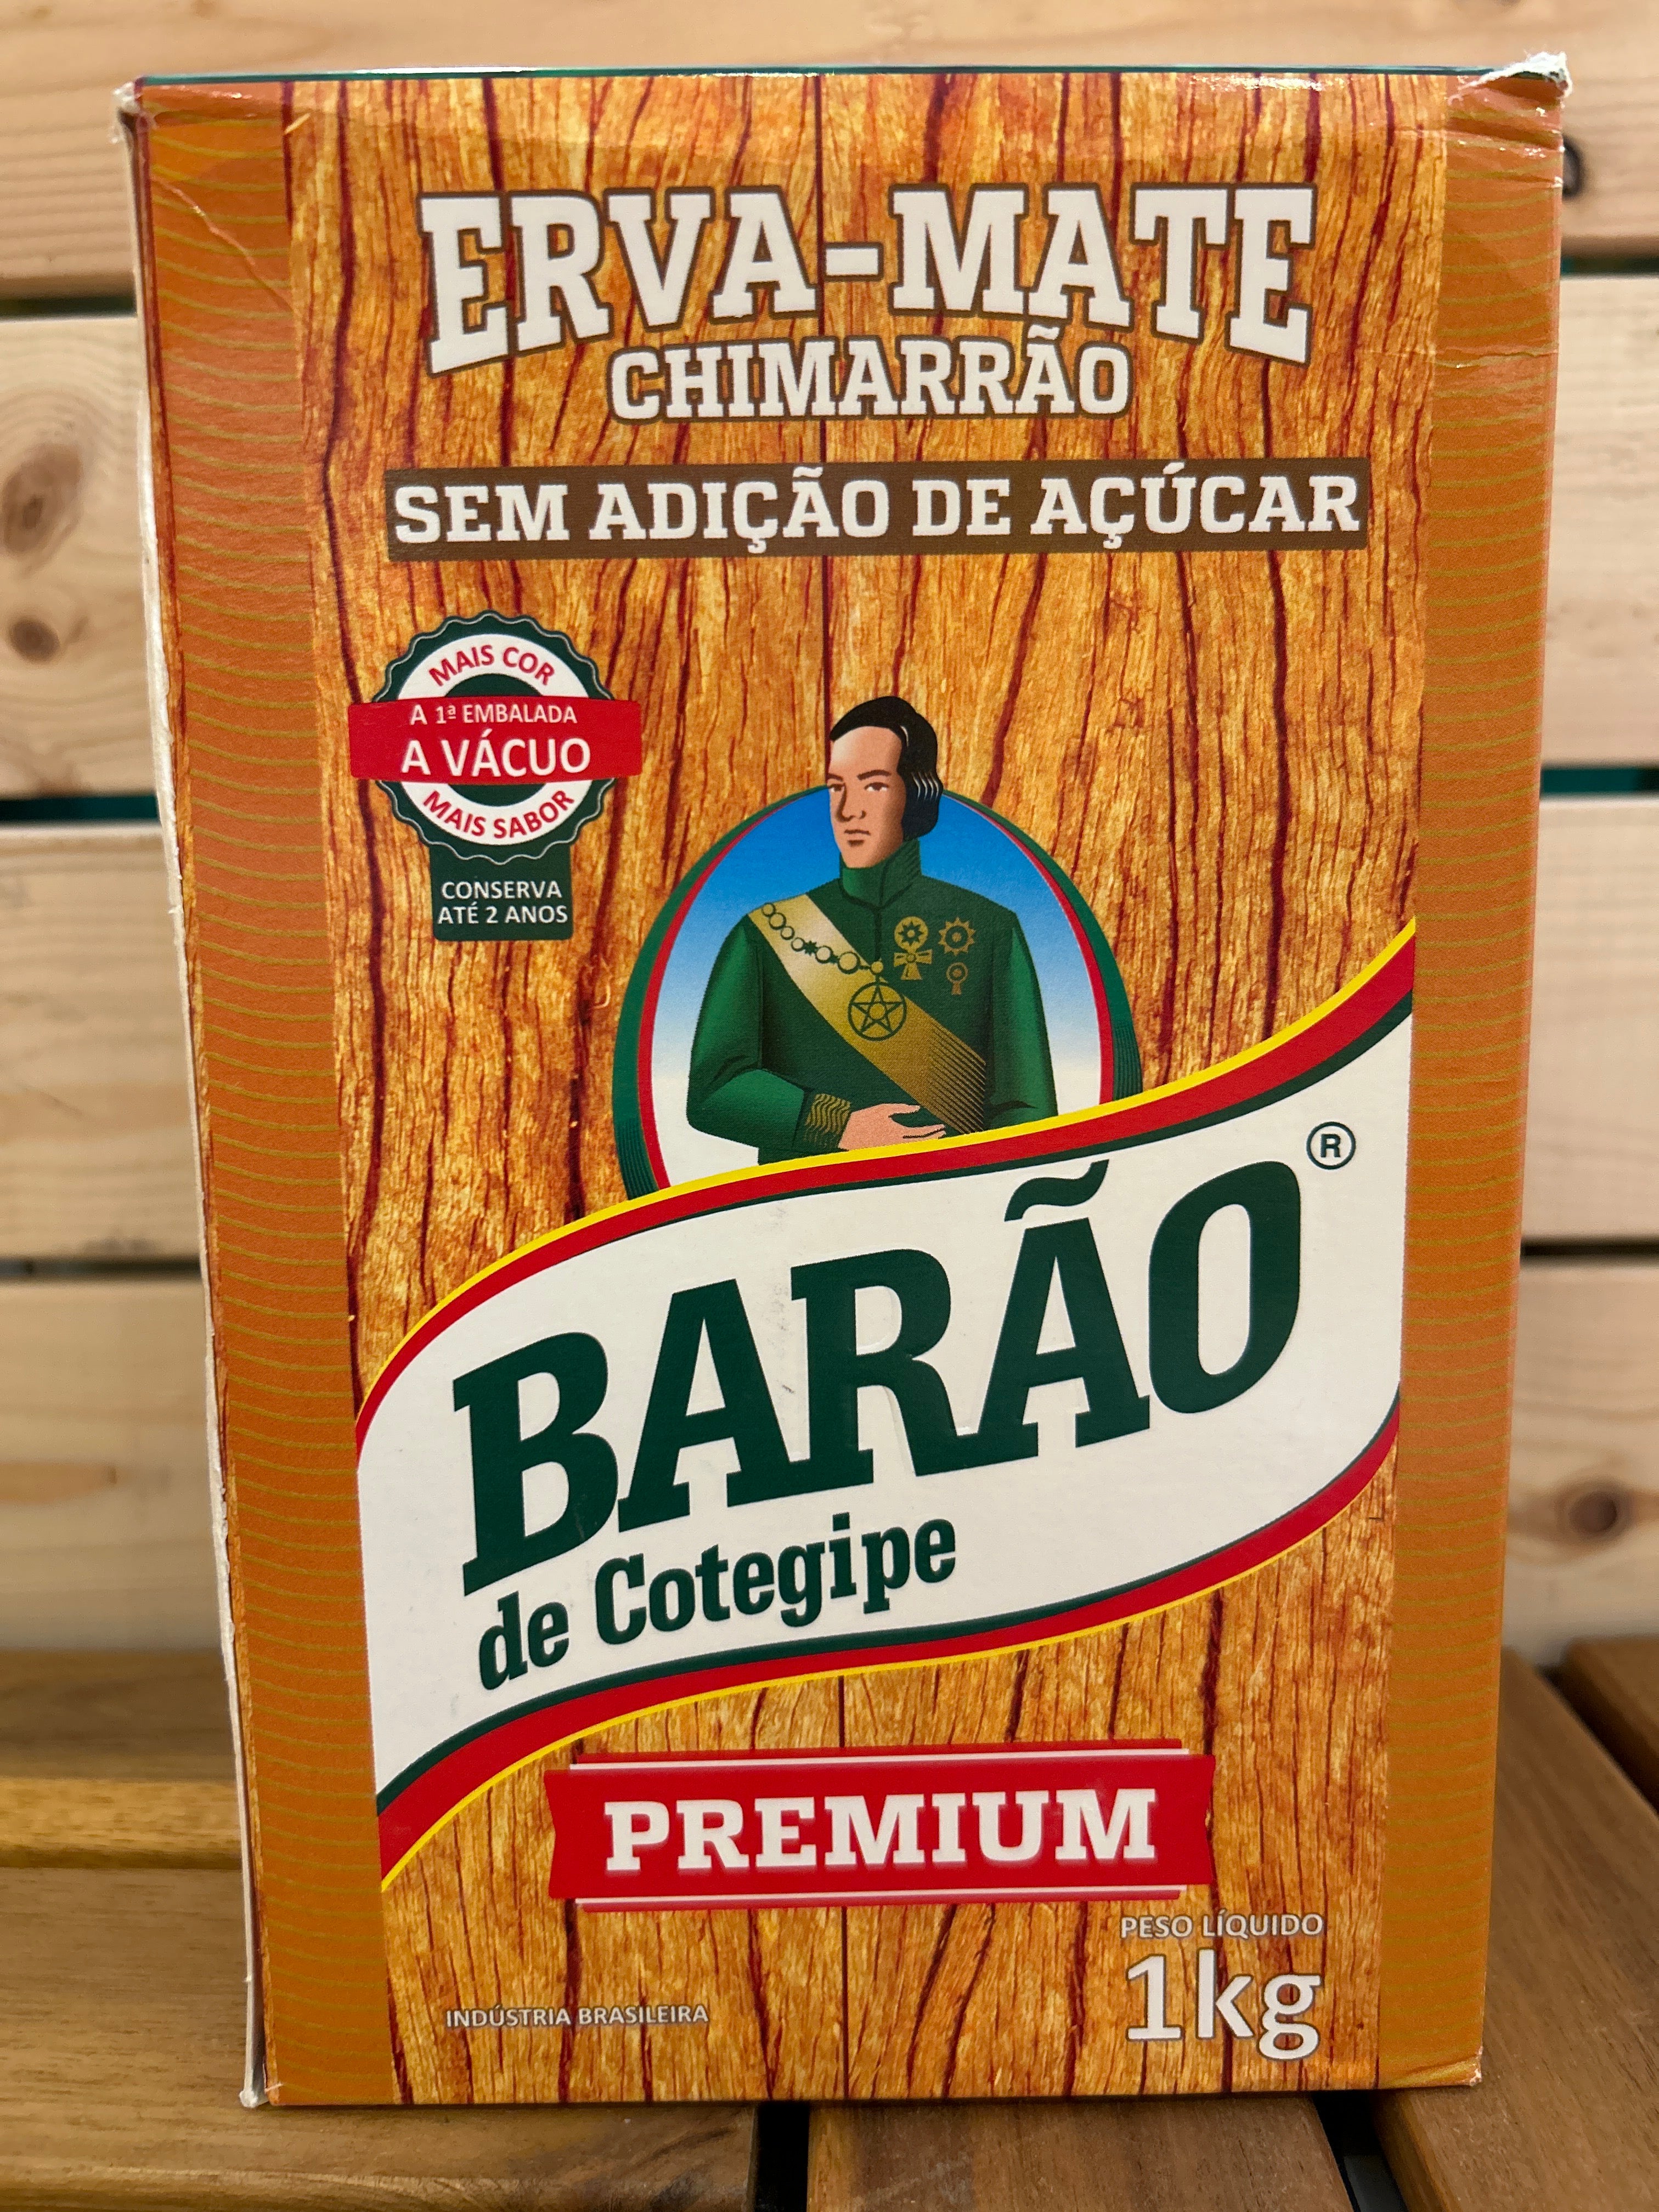 ERVA-MATE
CHIMARRÃO
SEM ADIÇÃO DE AÇÚCAR
MAIS COR
A 1ª EMBALADA
A VÁCUO
MAIS SABOR
CONSERVA
ATÉ 2 ANOS
BARÃO®
de Cotegipe
PREMIUM
PESO LÍQUIDO
1kg
INDÚSTRIA BRASILEIRA